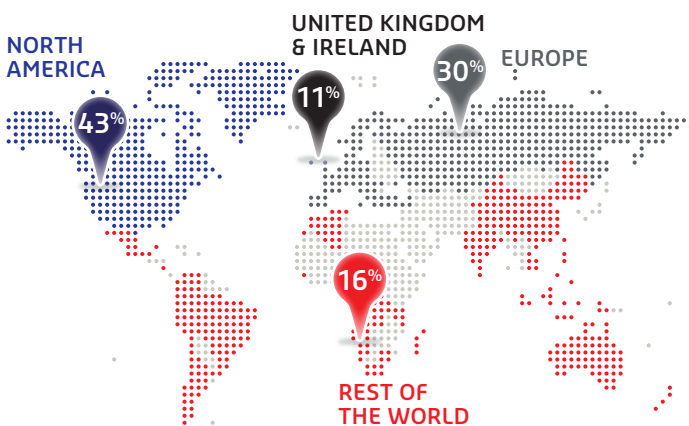 UNITED KINGDOM
& IRELAND
NORTH
AMERICA
EUROPE
43%
11%
30%
16%
REST OF
THE WORLD